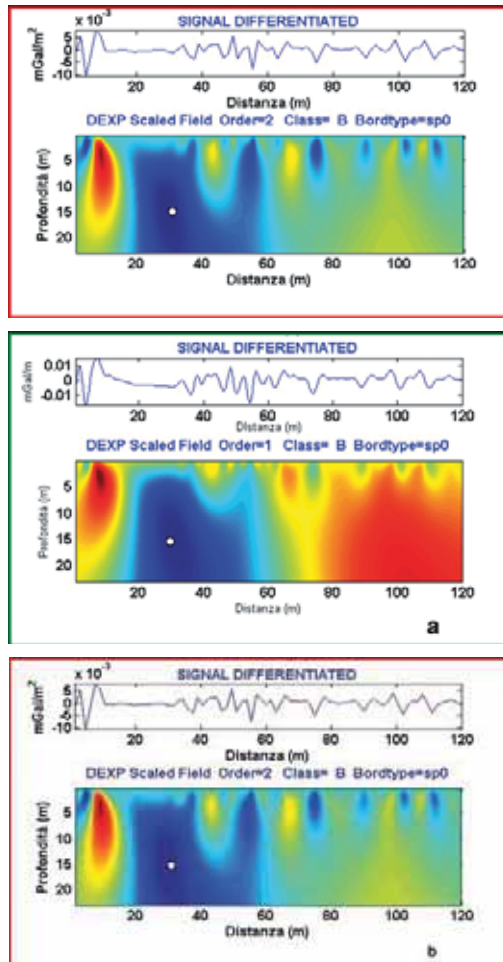 x 10⁻³
SIGNAL DIFFERENTIATED
mGal/m²
5
0
-5
-10
20 40 60 80 100 120
Distanza (m)
DEXP Scaled Field Order=2 Class= B Bordtype=sp0
Profondità (m)
5
10
15
20
20 40 60 80 100 120
Distanza (m)
SIGNAL DIFFERENTIATED
mGal/m
0.01
0
-0.01
20 40 60 80 100 120
Distanza (m)
DEXP Scaled Field Order=1 Class= B Bordtype=sp0
Profondità (m)
5
10
15
20
20 40 60 80 100 120
Distanza (m)
a
x 10⁻³
SIGNAL DIFFERENTIATED
mGal/m²
5
0
-5
-10
20 40 60 80 100 120
Distanza (m)
DEXP Scaled Field Order=2 Class= B Bordtype=sp0
Profondità (m)
5
10
15
20
20 40 60 80 100 120
Distanza (m)
b